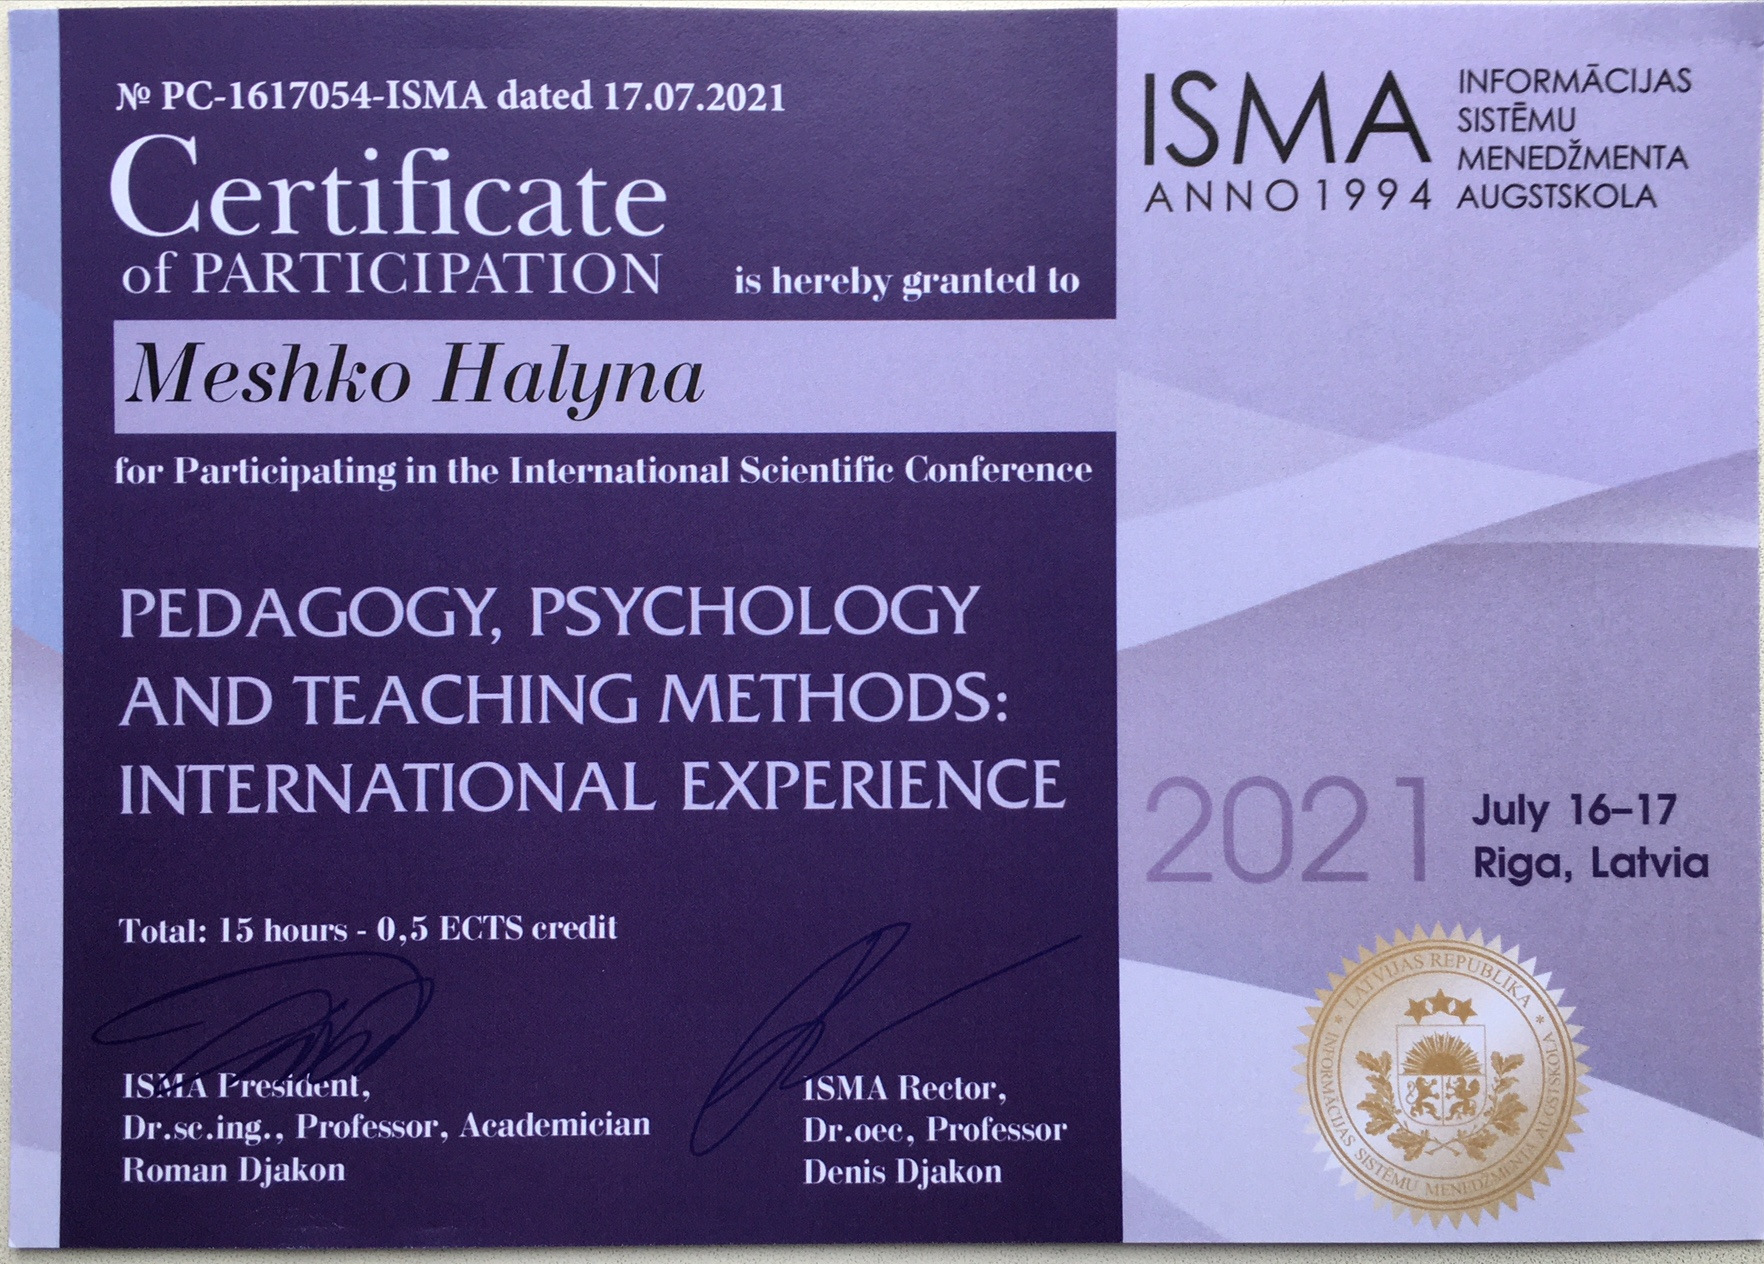 № PC-1617054-ISMA dated 17.07.2021
Certificate
of PARTICIPATION
is hereby granted to
Meshko Halyna
for Participating in the International Scientific Conference
PEDAGOGY, PSYCHOLOGY
AND TEACHING METHODS:
INTERNATIONAL EXPERIENCE
Total: 15 hours - 0,5 ECTS credit
ISMA President,
Dr.sc.ing., Professor, Academician
Roman Djakon
ISMA Rector,
Dr.oec, Professor
Denis Djakon
ISMA
ANNO1994
INFORMĀCIJAS
SISTĒMU
MENEDŽMENTA
AUGSTSKOLA
2021
July 16–17
Riga, Latvia
LATVIJAS REPUBLIKA
INFORMĀCIJAS SISTĒMU MENEDŽMENTA AUGSTSKOLA